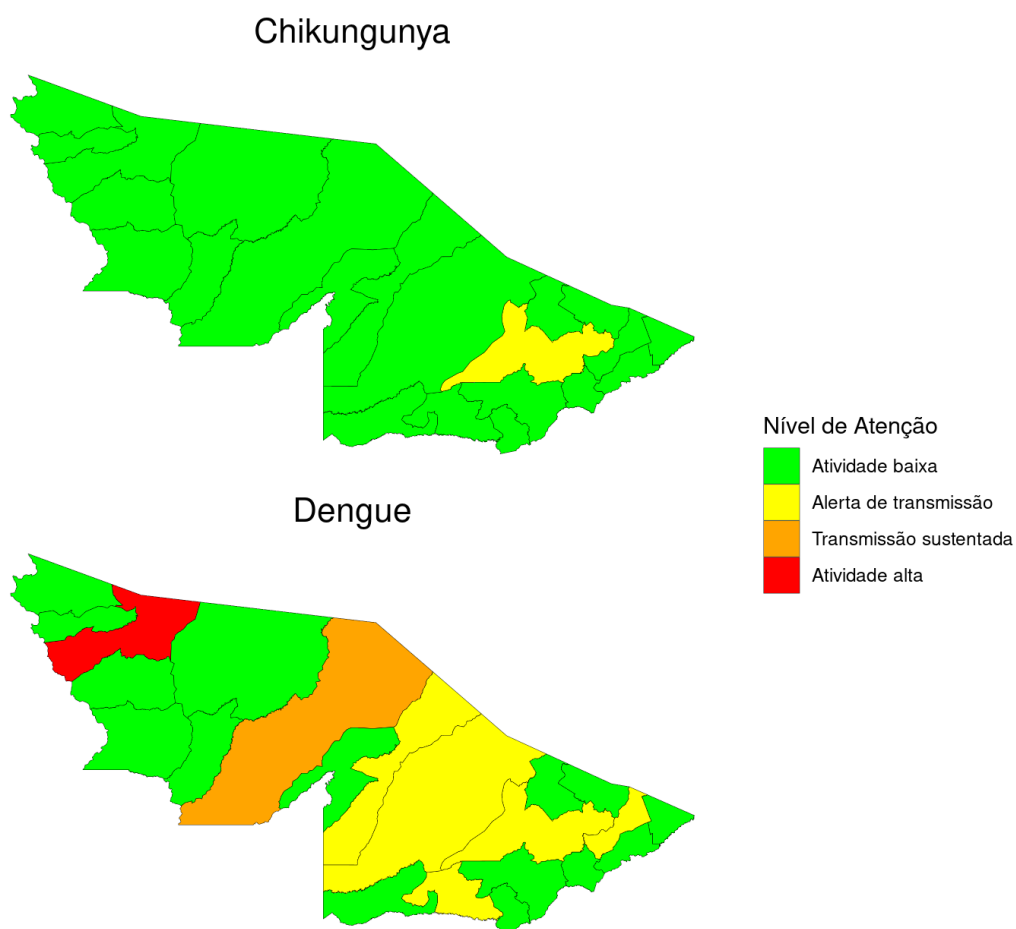 Chikungunya
Dengue
Nível de Atenção
Atividade baixa
Alerta de transmissão
Transmissão sustentada
Atividade alta